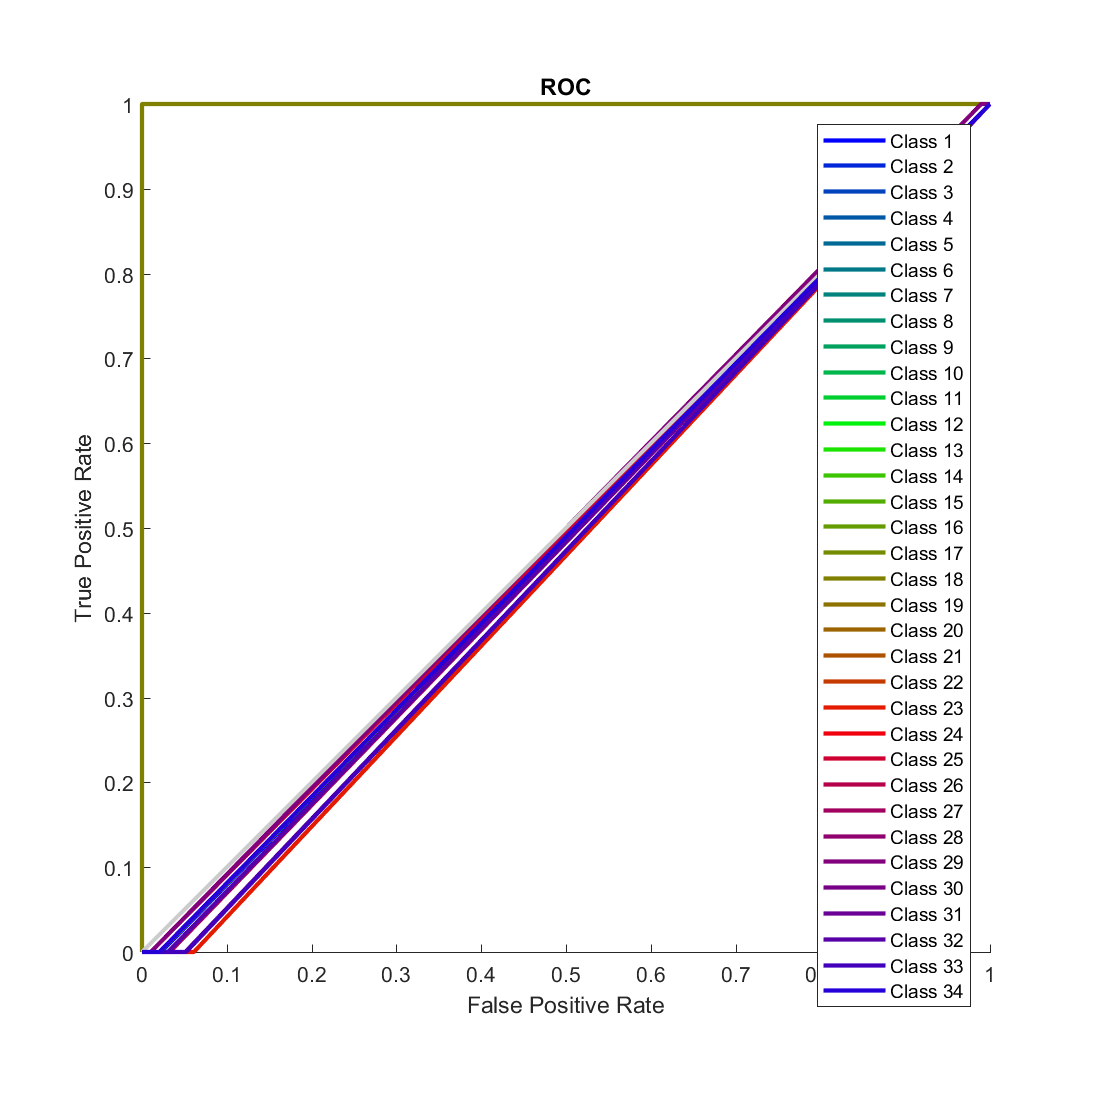 ROC
1
0.9
0.8
0.7
0.6
0.5
0.4
0.3
0.2
0.1
0
True Positive Rate
0 0.1 0.2 0.3 0.4 0.5 0.6 0.7 1
False Positive Rate
Class 1
Class 2
Class 3
Class 4
Class 5
Class 6
Class 7
Class 8
Class 9
Class 10
Class 11
Class 12
Class 13
Class 14
Class 15
Class 16
Class 17
Class 18
Class 19
Class 20
Class 21
Class 22
Class 23
Class 24
Class 25
Class 26
Class 27
Class 28
Class 29
Class 30
Class 31
Class 32
Class 33
Class 34